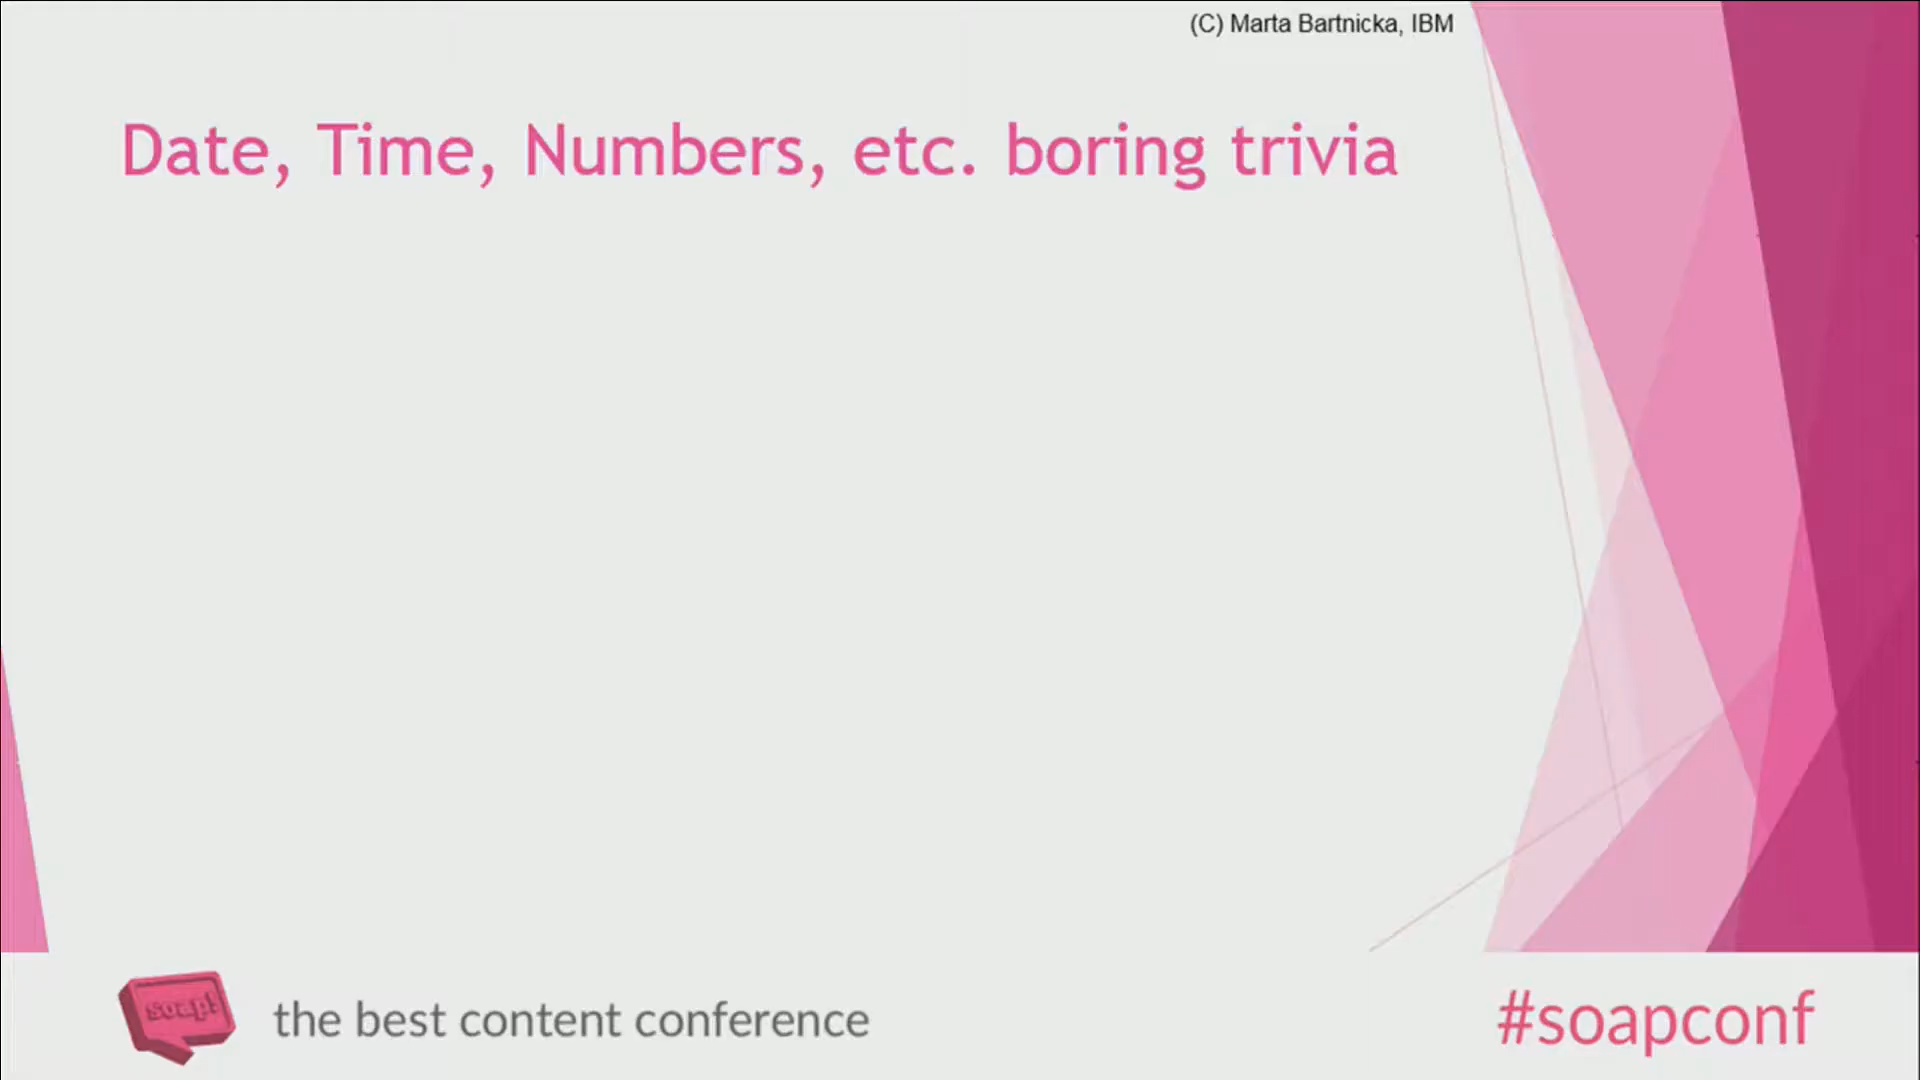 (C) Marta Bartnicka, IBM
Date, Time, Numbers, etc. boring trivia
soap!
the best content conference
#soapconf